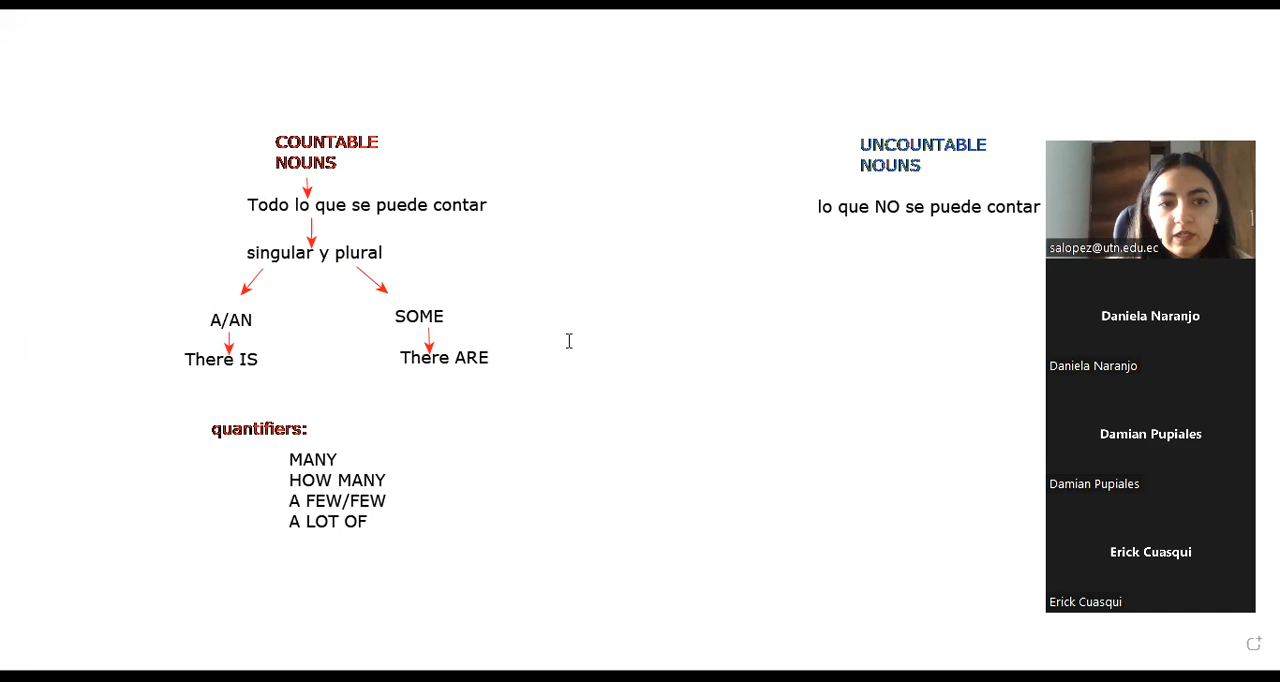 COUNTABLE
NOUNS
Todo lo que se puede contar
singular y plural
A/AN
SOME
There IS
There ARE
quantifiers:
MANY
HOW MANY
A FEW/FEW
A LOT OF
UNCOUNTABLE
NOUNS
lo que NO se puede contar
salopez@utn.edu.ec
Daniela Naranjo
Daniela Naranjo
Damian Pupiales
Damian Pupiales
Erick Cuasqui
Erick Cuasqui